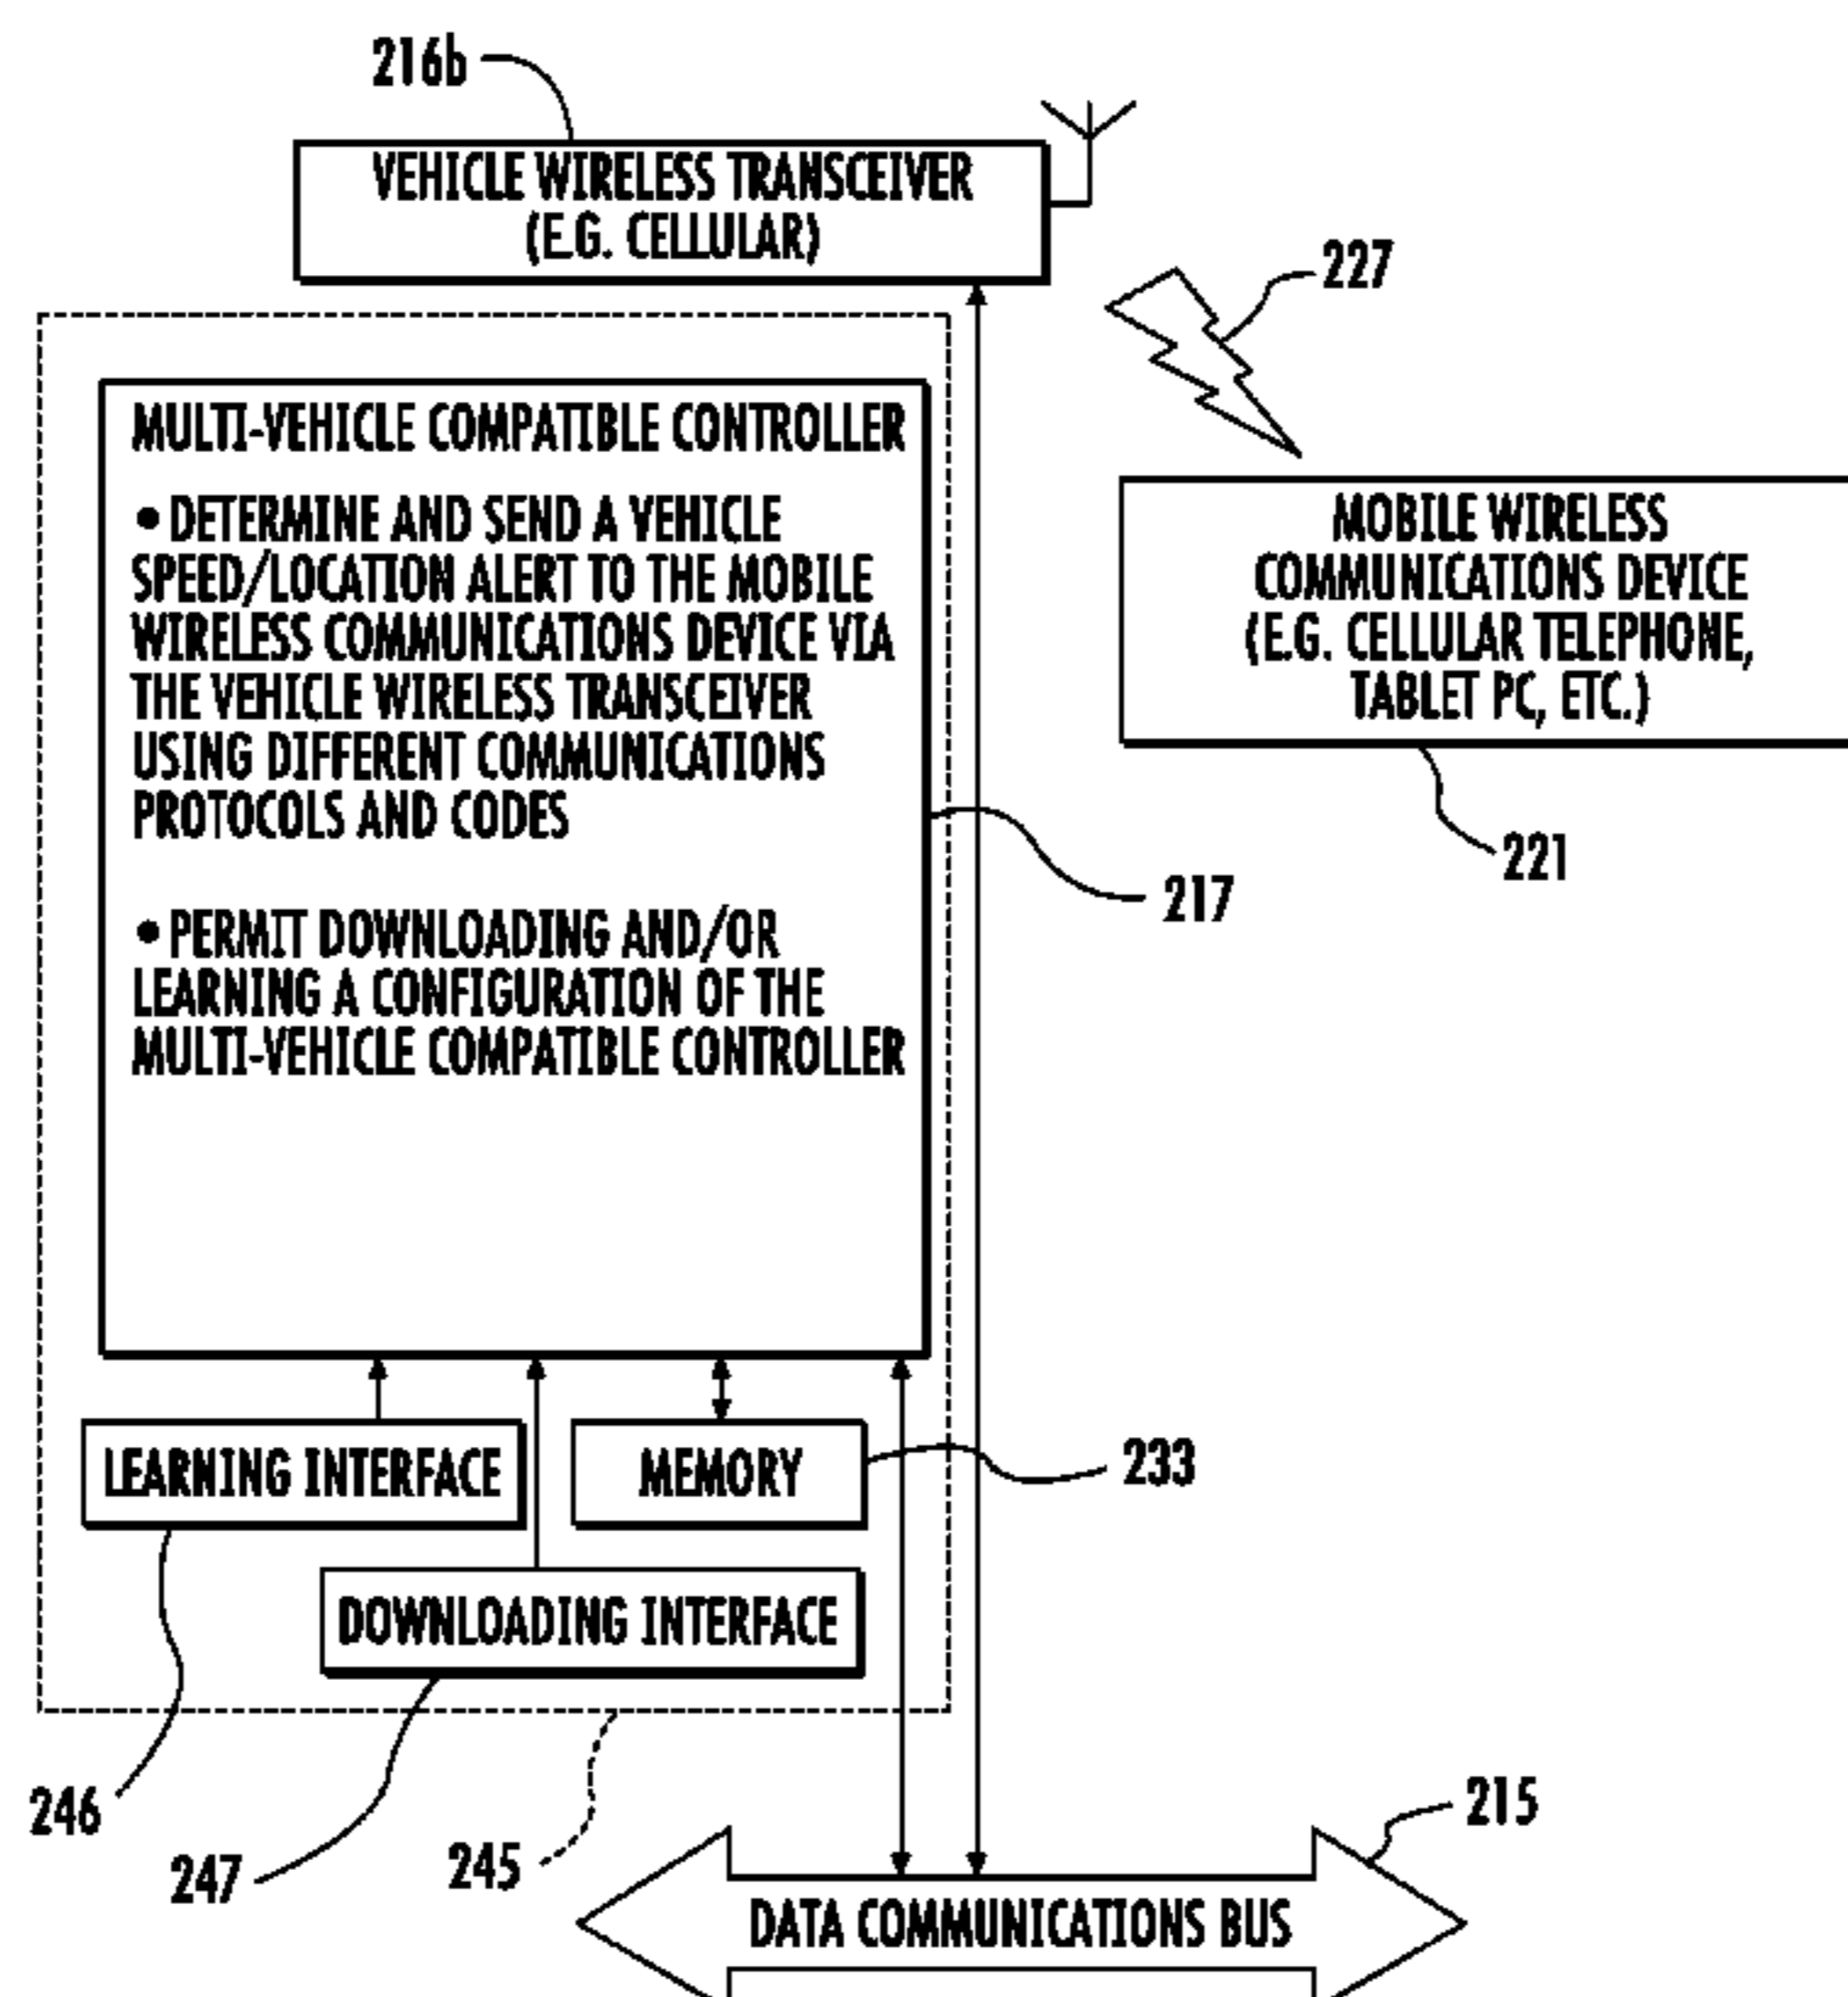 216b
VEHICLE WIRELESS TRANSCEIVER
(E.G. CELLULAR)
227
MULTI-VEHICLE COMPATIBLE CONTROLLER
• DETERMINE AND SEND A VEHICLE
SPEED/LOCATION ALERT TO THE MOBILE
WIRELESS COMMUNICATIONS DEVICE VIA
THE VEHICLE WIRELESS TRANSCEIVER
USING DIFFERENT COMMUNICATIONS
PROTOCOLS AND CODES
• PERMIT DOWNLOADING AND/OR
LEARNING A CONFIGURATION OF THE
MULTI-VEHICLE COMPATIBLE CONTROLLER
MOBILE WIRELESS
COMMUNICATIONS DEVICE
(E.G. CELLULAR TELEPHONE,
TABLET PC, ETC.)
221
217
LEARNING INTERFACE
MEMORY
233
DOWNLOADING INTERFACE
246
247
245
215
DATA COMMUNICATIONS BUS